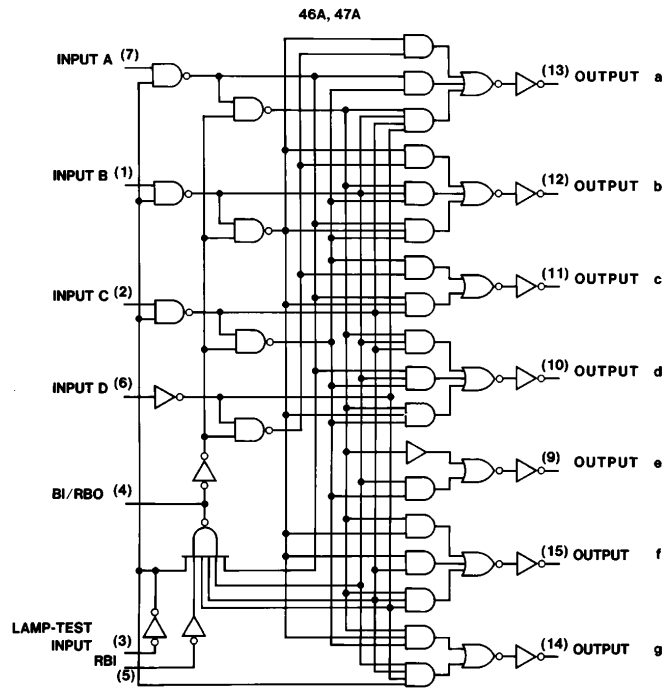 46A, 47A
INPUT A (7)
(13) OUTPUT a
INPUT B (1)
(12) OUTPUT b
INPUT C (2)
(11) OUTPUT c
INPUT D (6)
(10) OUTPUT d
(9) OUTPUT e
BI/RBO (4)
(15) OUTPUT f
LAMP-TEST
INPUT (3)
RBI
(5)
(14) OUTPUT g